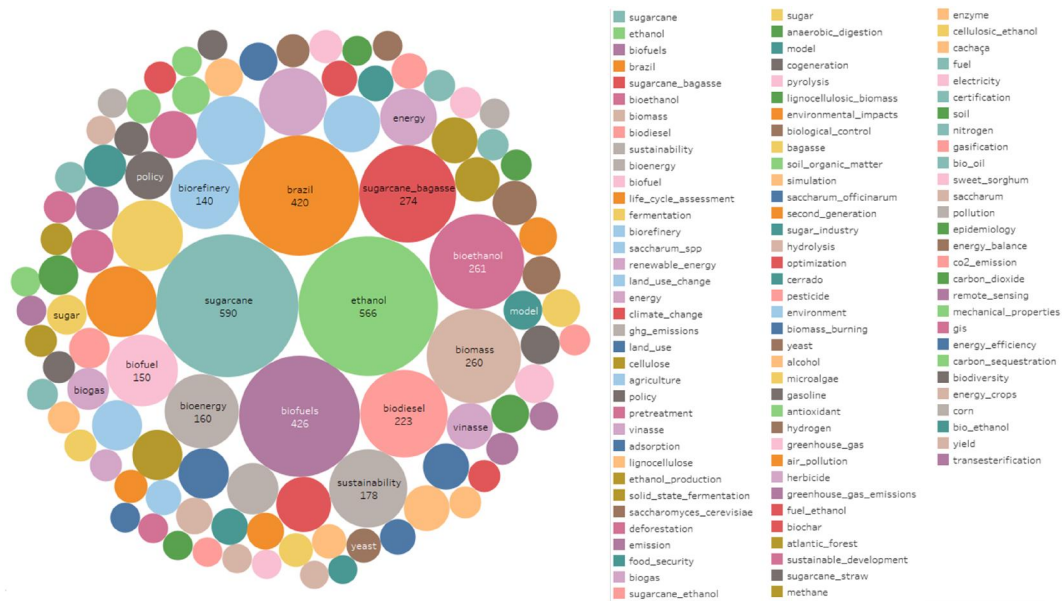 energy
policy
biorefinery
140
brazil
420
sugarcane_bagasse
274
bioethanol
261
sugarcane
590
ethanol
566
sugar
model
biofuel
150
biomass
260
biogas
bioenergy
160
biofuels
426
biodiesel
223
vinasse
sustainability
178
yeast
sugarcane
ethanol
biofuels
brazil
sugarcane_bagasse
bioethanol
biomass
biodiesel
sustainability
bioenergy
biofuel
life_cycle_assessment
fermentation
biorefinery
saccharum_spp
renewable_energy
land_use_change
energy
climate_change
ghg_emissions
land_use
cellulose
agriculture
policy
pretreatment
vinasse
adsorption
lignocellulose
ethanol_production
solid_state_fermentation
saccharomyces_cerevisiae
deforestation
emission
food_security
biogas
sugarcane_ethanol
sugar
anaerobic_digestion
model
cogeneration
pyrolysis
lignocellulosic_biomass
environmental_impacts
biological_control
bagasse
soil_organic_matter
simulation
saccharum_officinarum
second_generation
sugar_industry
hydrolysis
optimization
cerrado
pesticide
environment
biomass_burning
yeast
alcohol
microalgae
gasoline
antioxidant
hydrogen
greenhouse_gas
air_pollution
herbicide
greenhouse_gas_emissions
fuel_ethanol
biochar
atlantic_forest
sustainable_development
sugarcane_straw
methane
enzyme
cellulosic_ethanol
cachaça
fuel
electricity
certification
soil
nitrogen
gasification
bio_oil
sweet_sorghum
saccharum
pollution
epidemiology
energy_balance
co2_emission
carbon_dioxide
remote_sensing
mechanical_properties
gis
energy_efficiency
carbon_sequestration
biodiversity
energy_crops
corn
bio_ethanol
yield
transesterification